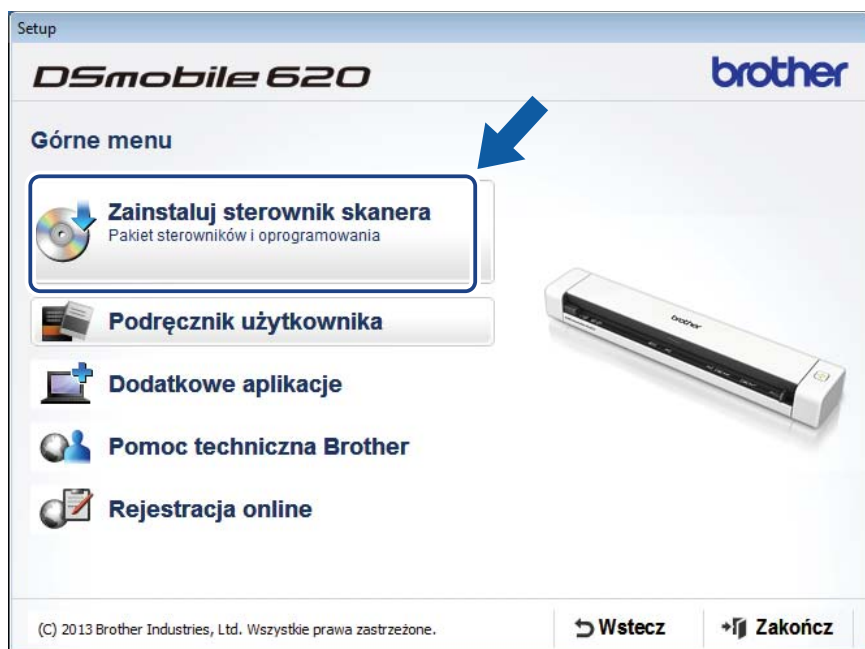 Setup
DSmobile 620
brother
Górne menu
Zainstaluj sterownik skanera
Pakiet sterowników i oprogramowania
Podręcznik użytkownika
brother
Dodatkowe aplikacje
Pomoc techniczna Brother
Rejestracja online
(C) 2013 Brother Industries, Ltd. Wszystkie prawa zastrzeżone.
Wstecz
Zakończ